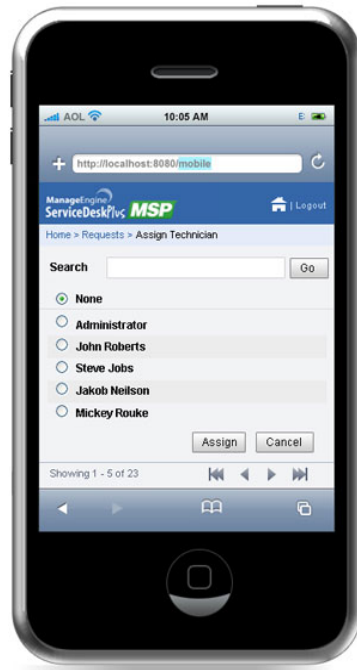 AOL 10:05 AM
http://localhost:8080/mobile
ManageEngine
ServiceDesk Plus MSP | Logout
Home > Requests > Assign Technician
Search Go
None
Administrator
John Roberts
Steve Jobs
Jakob Neilson
Mickey Rouke
Assign Cancel
Showing 1 - 5 of 23